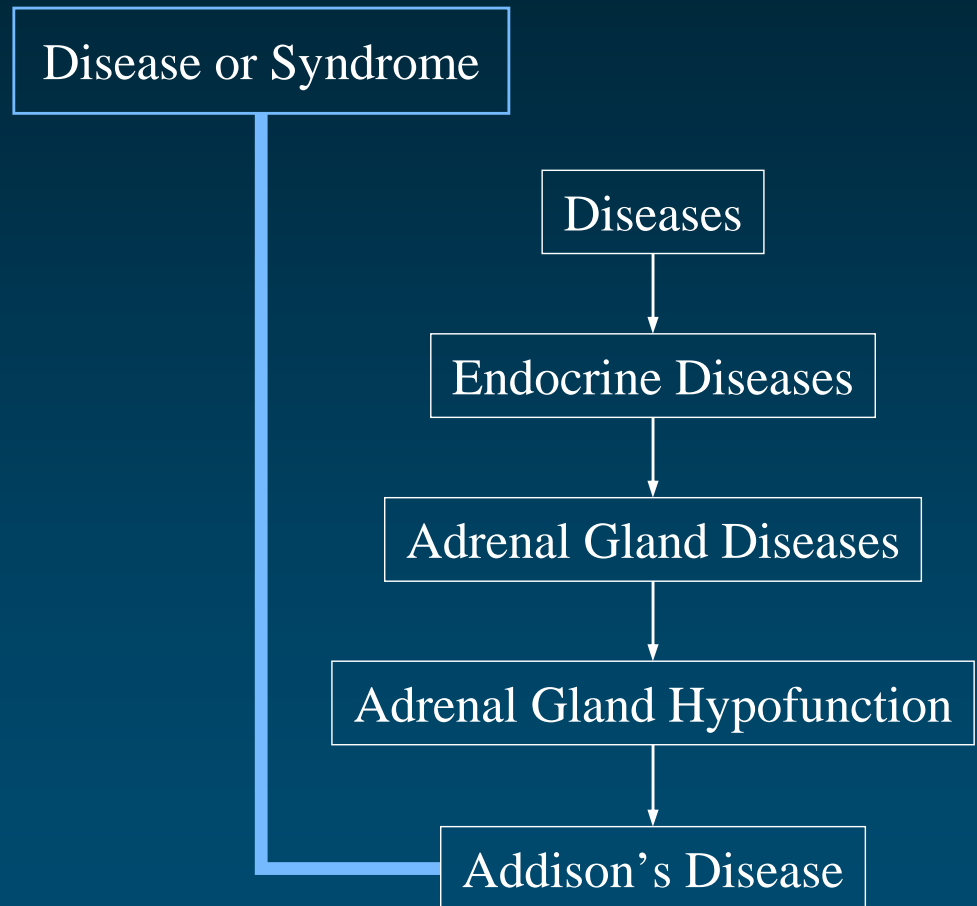 Disease or Syndrome
Diseases
Endocrine Diseases
Adrenal Gland Diseases
Adrenal Gland Hypofunction
Addison’s Disease